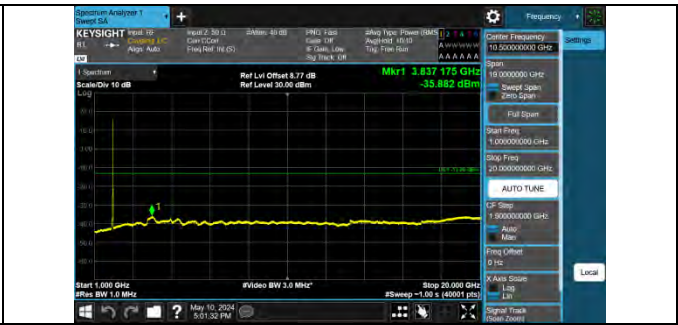 Spectrum Analyzer 1
Swept SA
+
Frequency
KEYSIGHT Input: RF Input Z: 50 Ω #Atten: 40 dB PNO: Fast #Avg Type: Power (RMS
RL Align: Auto Freq Ref: Int (S) Gate: Off IF Gain: Low Sig Track: Off Avg|Hold: 10/10 Trig: Free Run
A W W W W W
A A A A A A
LW
1 Spectrum
Scale/Div 10 dB
Log
Ref Lvl Offset 8.77 dB
Ref Level 30.00 dBm
Mkr1 3.837 175 GHz
-35.882 dBm
1
Start 1.000 GHz
#Res BW 1.0 MHz
#Video BW 3.0 MHz*
Stop 20.000 GHz
#Sweep ~1.00 s (40001 pts)
?
May 10, 2024
5:01:32 PM
Center Frequency
10.500000000 GHz
Settings
Span
19.0000000 GHz
Swept Span
Zero Span
Full Span
Start Freq
1.000000000 GHz
Stop Freq
20.000000000 GHz
AUTO TUNE
CF Step
1.900000000 GHz
Auto
Man
Freq Offset
0 Hz
X Axis Scale
Log
Lin
Local
Signal Track
(Span Zoom)